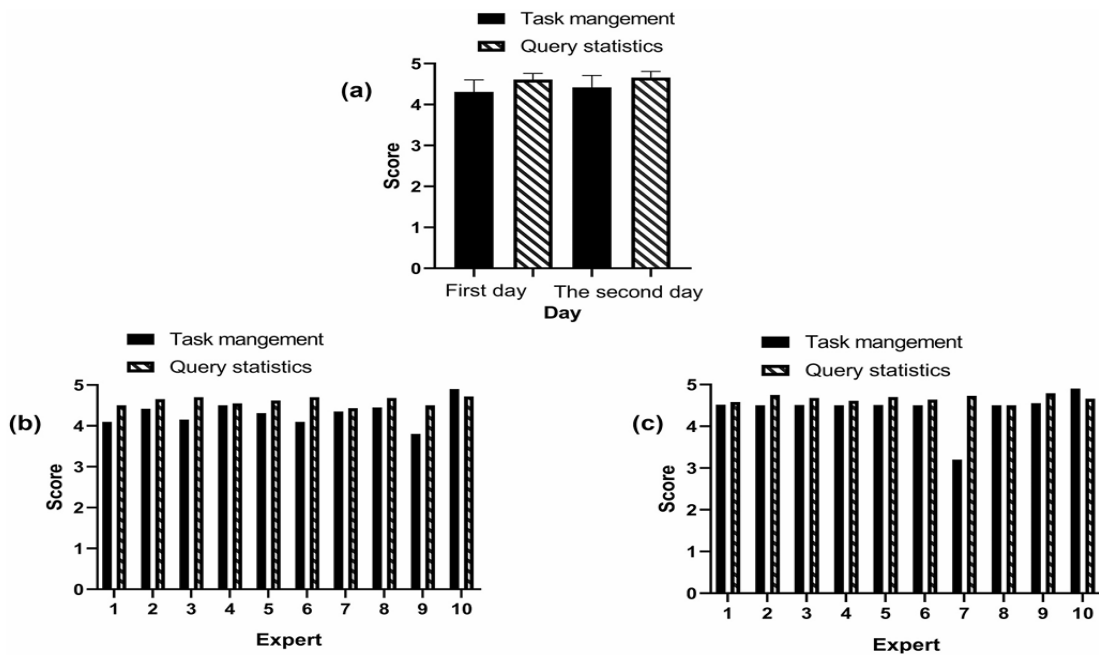 Task mangement
Query statistics
(a)
Score
5
4
3
2
1
0
First day The second day
Day
Task mangement
Query statistics
(b)
Score
5
4
3
2
1
0
1 2 3 4 5 6 7 8 9 10
Expert
Task mangement
Query statistics
(c)
Score
5
4
3
2
1
0
1 2 3 4 5 6 7 8 9 10
Expert